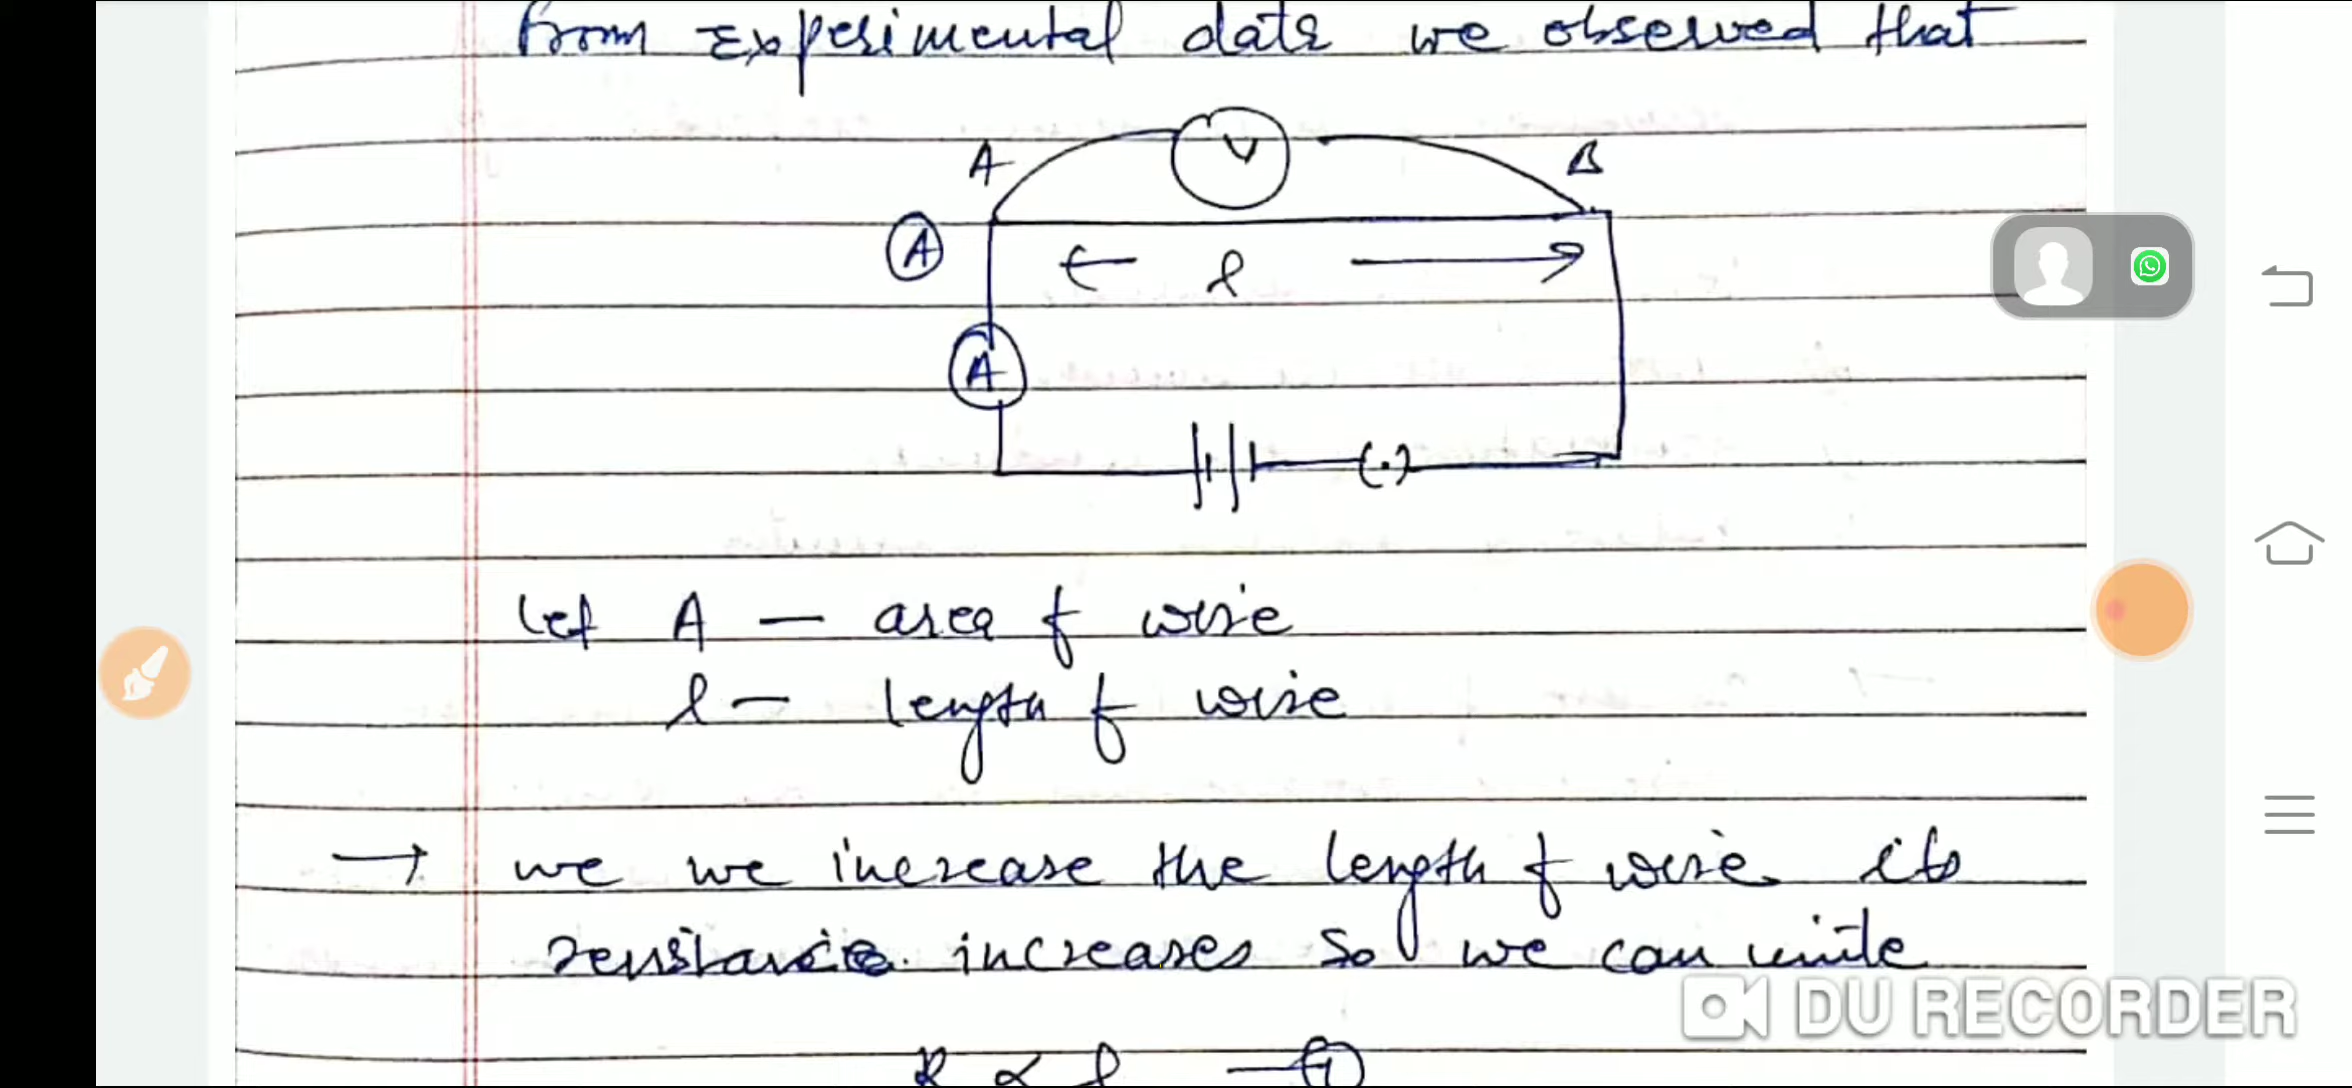 from Experimental data we observed that
A V B
A
← l →
A
(.)
let A — area of wire
l — length of wire
→ we we increase the length of wire its
resistance increases so we can write
DU RECORDER
R ∝ l — (1)